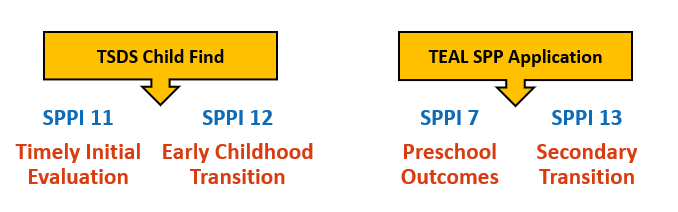 TSDS Child Find
SPPI 11
Timely Initial
Evaluation
SPPI 12
Early Childhood
Transition
TEAL SPP Application
SPPI 7
Preschool
Outcomes
SPPI 13
Secondary
Transition